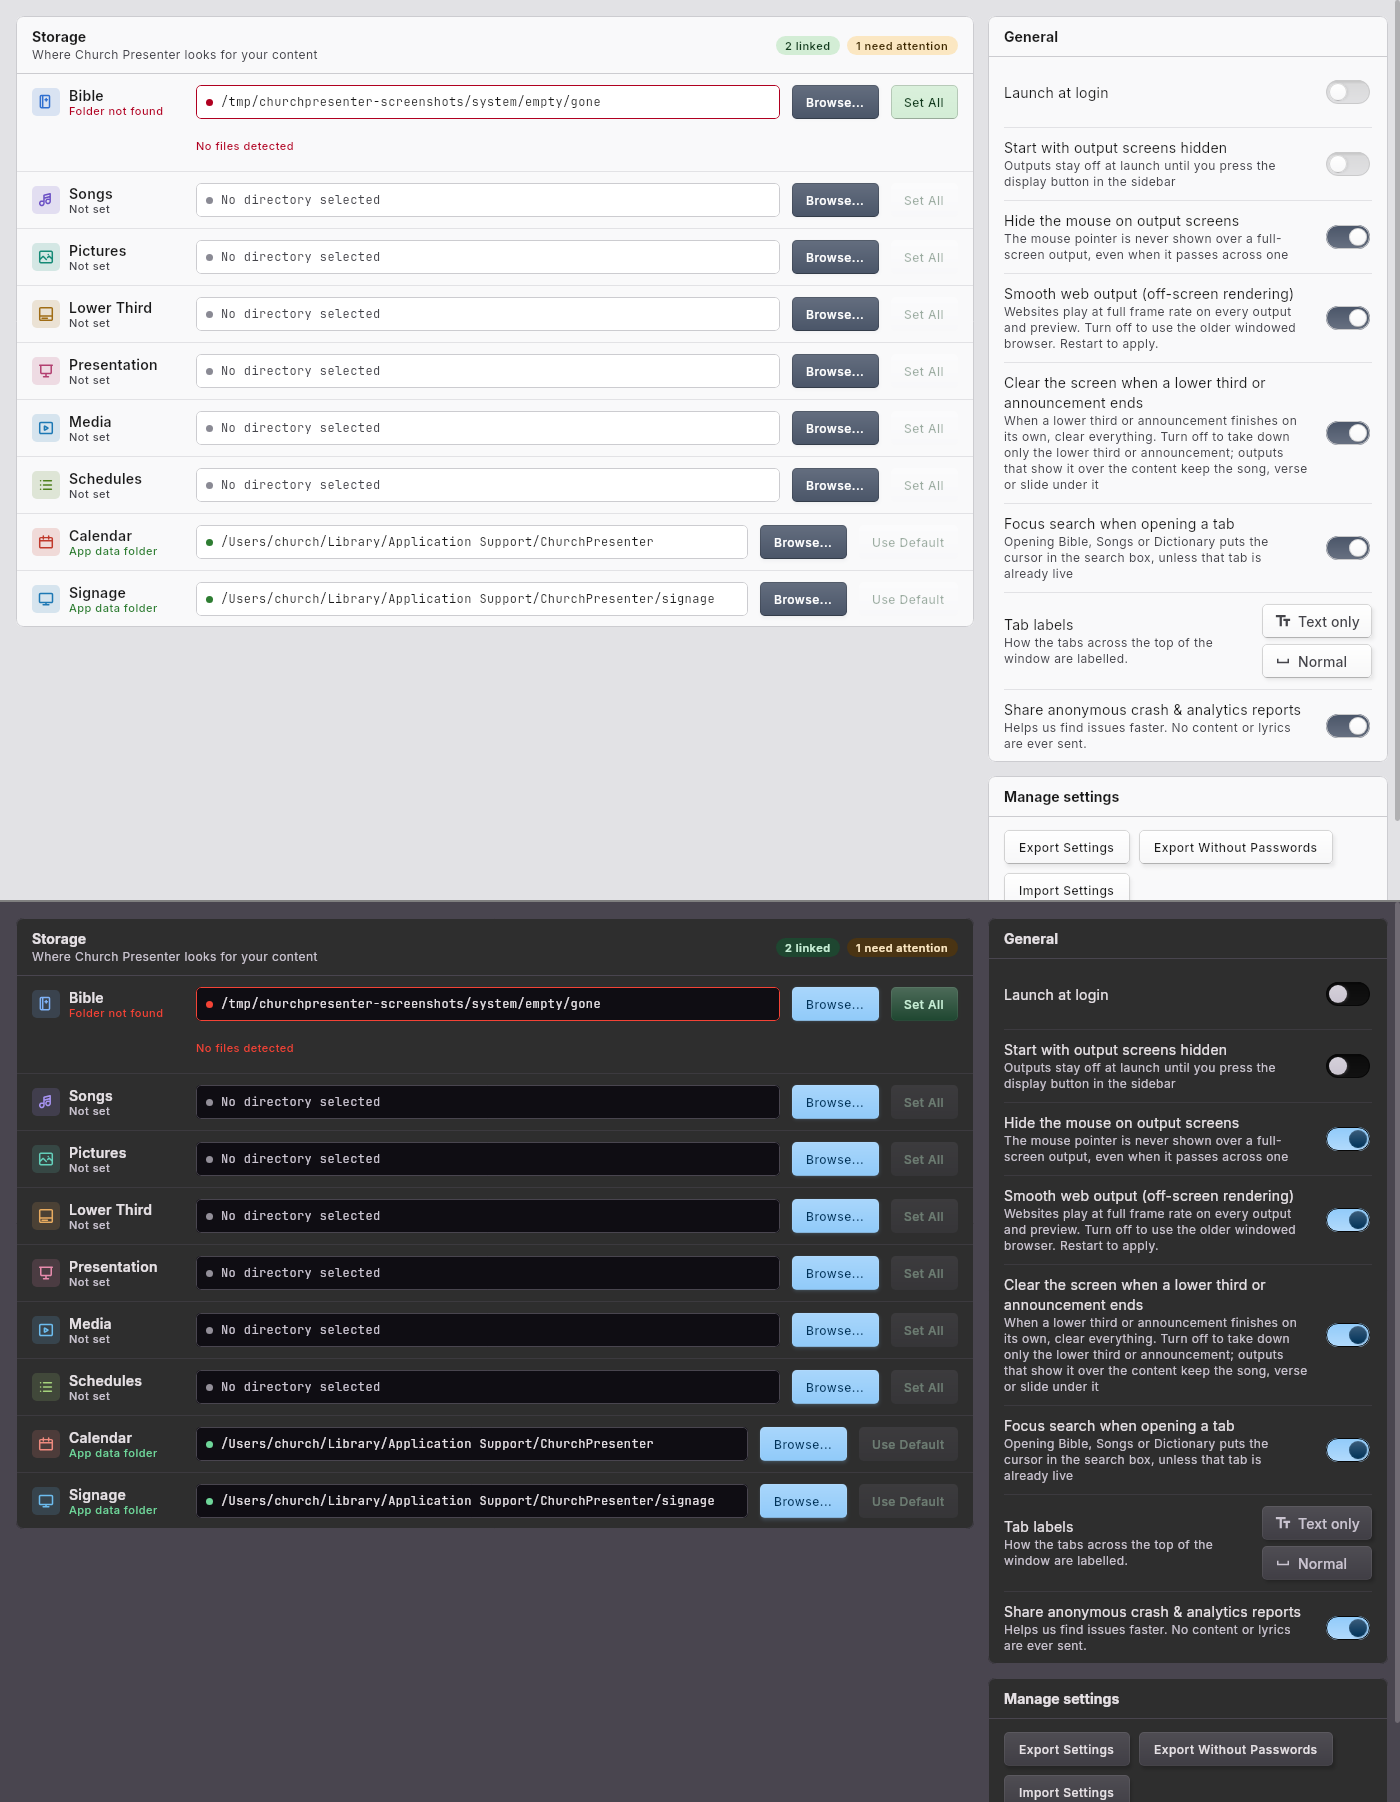 Storage
Where Church Presenter looks for your content
2 linked
1 need attention
Bible
Folder not found
/tmp/churchpresenter-screenshots/system/empty/gone
Browse...
Set All
No files detected
Songs
Not set
No directory selected
Browse...
Set All
Pictures
Not set
No directory selected
Browse...
Set All
Lower Third
Not set
No directory selected
Browse...
Set All
Presentation
Not set
No directory selected
Browse...
Set All
Media
Not set
No directory selected
Browse...
Set All
Schedules
Not set
No directory selected
Browse...
Set All
Calendar
App data folder
/Users/church/Library/Application Support/ChurchPresenter
Browse...
Use Default
Signage
App data folder
/Users/church/Library/Application Support/ChurchPresenter/signage
Browse...
Use Default
General
Launch at login
Start with output screens hidden
Outputs stay off at launch until you press the
display button in the sidebar
Hide the mouse on output screens
The mouse pointer is never shown over a full-
screen output, even when it passes across one
Smooth web output (off-screen rendering)
Websites play at full frame rate on every output
and preview. Turn off to use the older windowed
browser. Restart to apply.
Clear the screen when a lower third or
announcement ends
When a lower third or announcement finishes on
its own, clear everything. Turn off to take down
only the lower third or announcement; outputs
that show it over the content keep the song, verse
or slide under it
Focus search when opening a tab
Opening Bible, Songs or Dictionary puts the
cursor in the search box, unless that tab is
already live
Tab labels
How the tabs across the top of the
window are labelled.
Text only
Normal
Share anonymous crash & analytics reports
Helps us find issues faster. No content or lyrics
are ever sent.
Manage settings
Export Settings
Export Without Passwords
Import Settings
Storage
Where Church Presenter looks for your content
2 linked
1 need attention
Bible
Folder not found
/tmp/churchpresenter-screenshots/system/empty/gone
Browse...
Set All
No files detected
Songs
Not set
No directory selected
Browse...
Set All
Pictures
Not set
No directory selected
Browse...
Set All
Lower Third
Not set
No directory selected
Browse...
Set All
Presentation
Not set
No directory selected
Browse...
Set All
Media
Not set
No directory selected
Browse...
Set All
Schedules
Not set
No directory selected
Browse...
Set All
Calendar
App data folder
/Users/church/Library/Application Support/ChurchPresenter
Browse...
Use Default
Signage
App data folder
/Users/church/Library/Application Support/ChurchPresenter/signage
Browse...
Use Default
General
Launch at login
Start with output screens hidden
Outputs stay off at launch until you press the
display button in the sidebar
Hide the mouse on output screens
The mouse pointer is never shown over a full-
screen output, even when it passes across one
Smooth web output (off-screen rendering)
Websites play at full frame rate on every output
and preview. Turn off to use the older windowed
browser. Restart to apply.
Clear the screen when a lower third or
announcement ends
When a lower third or announcement finishes on
its own, clear everything. Turn off to take down
only the lower third or announcement; outputs
that show it over the content keep the song, verse
or slide under it
Focus search when opening a tab
Opening Bible, Songs or Dictionary puts the
cursor in the search box, unless that tab is
already live
Tab labels
How the tabs across the top of the
window are labelled.
Text only
Normal
Share anonymous crash & analytics reports
Helps us find issues faster. No content or lyrics
are ever sent.
Manage settings
Export Settings
Export Without Passwords
Import Settings